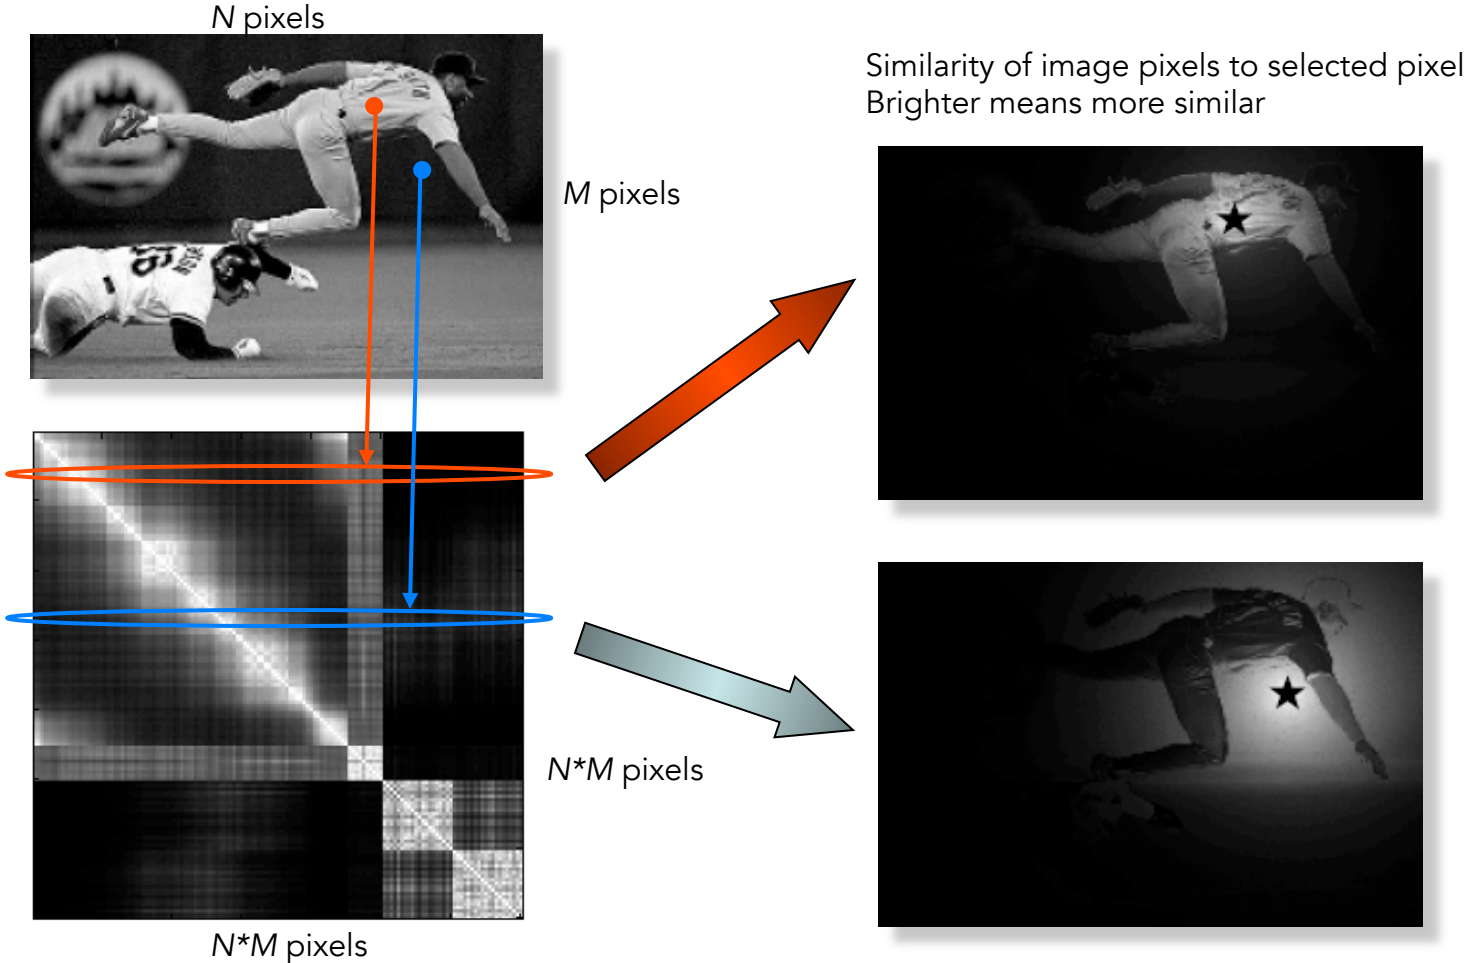 N pixels
Similarity of image pixels to selected pixel
Brighter means more similar
M pixels
N*M pixels
N*M pixels